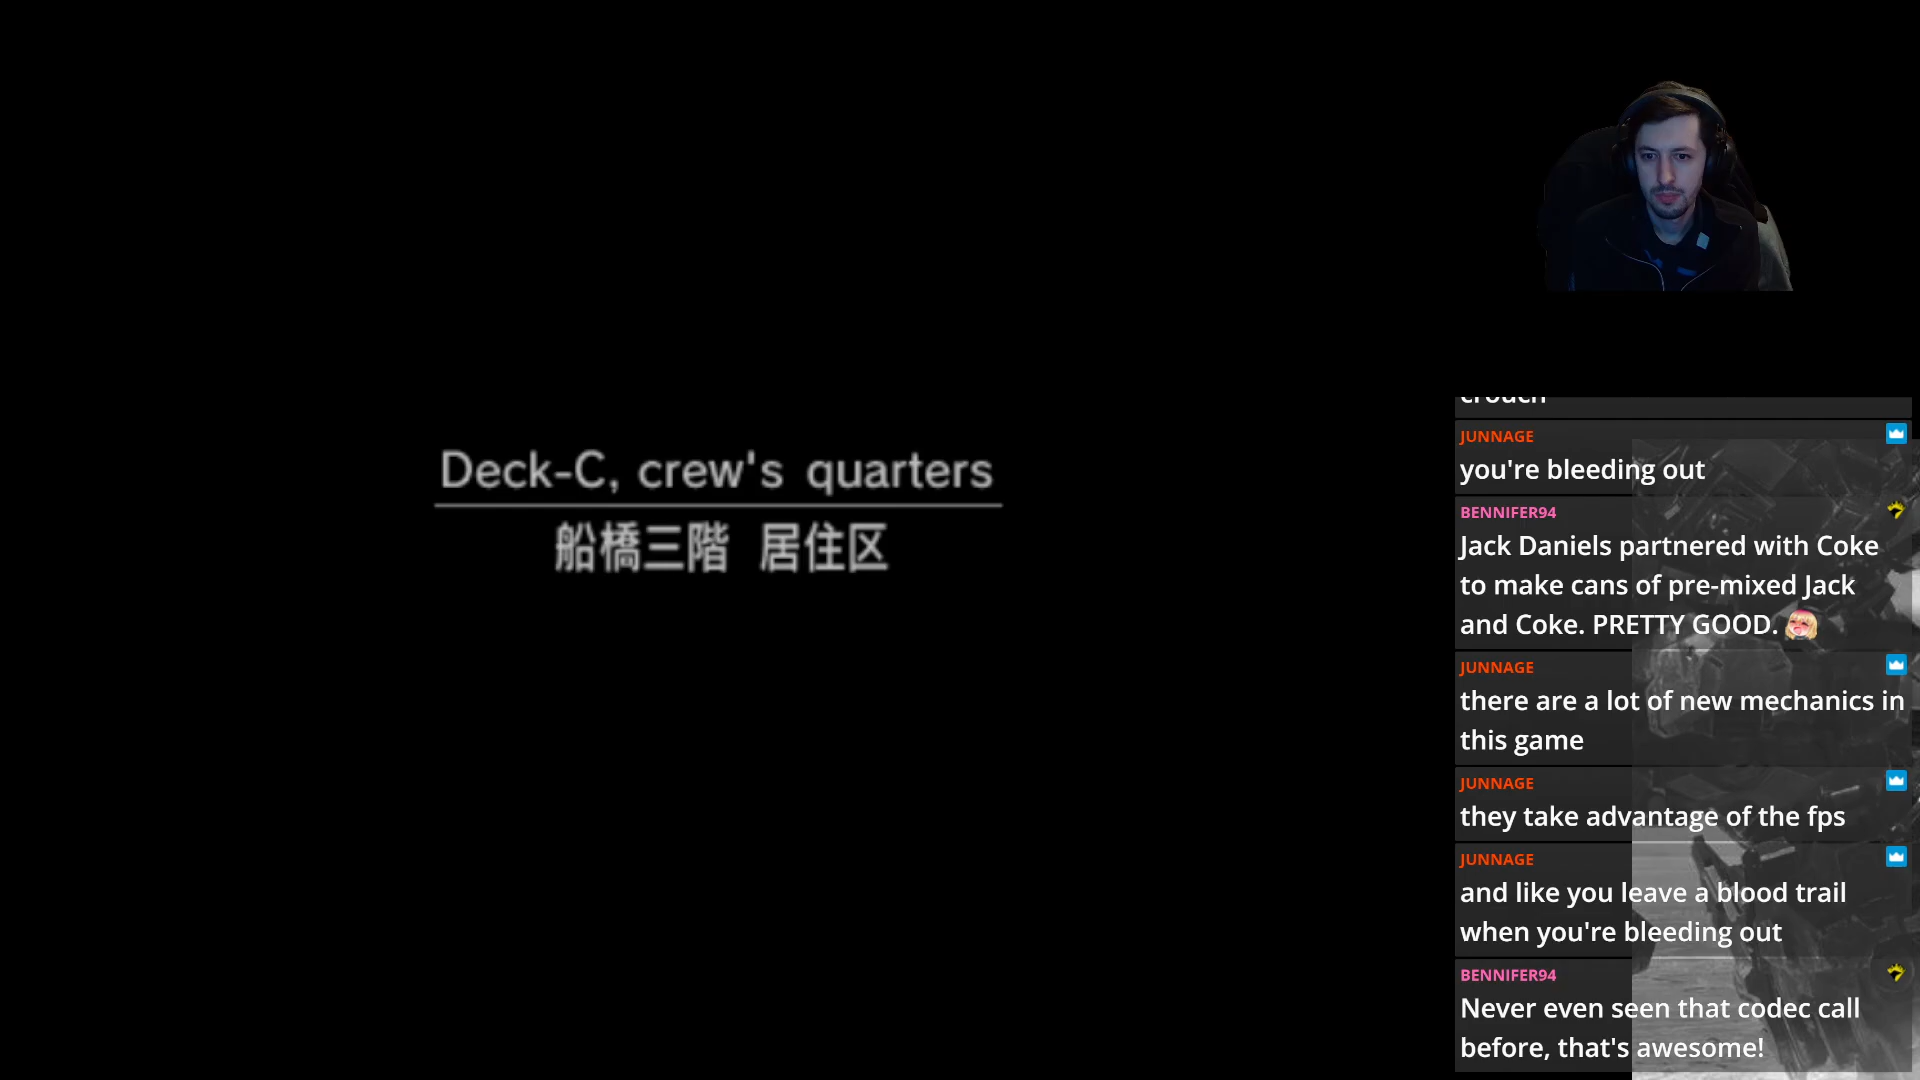 Deck-C, crew's quarters
船橋三階 居住区
crouch
JUNNAGE
you're bleeding out
BENNIFER94
Jack Daniels partnered with Coke
to make cans of pre-mixed Jack
and Coke. PRETTY GOOD.
JUNNAGE
there are a lot of new mechanics in
this game
JUNNAGE
they take advantage of the fps
JUNNAGE
and like you leave a blood trail
when you're bleeding out
BENNIFER94
Never even seen that codec call
before, that's awesome!